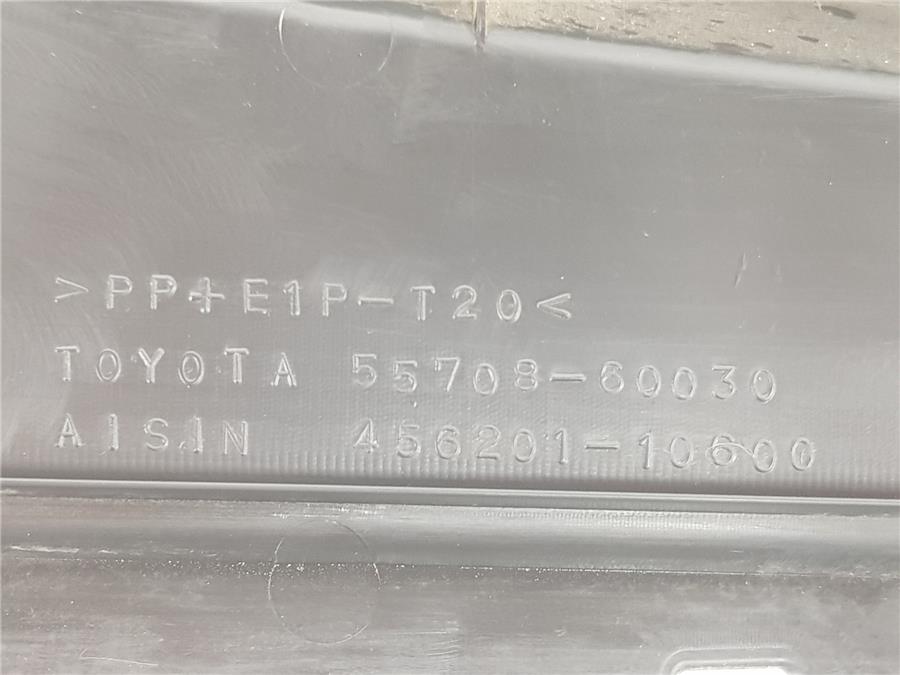 >PP+E1P-T20<
TOYOTA 55708-60030
AISIN 456201-10600